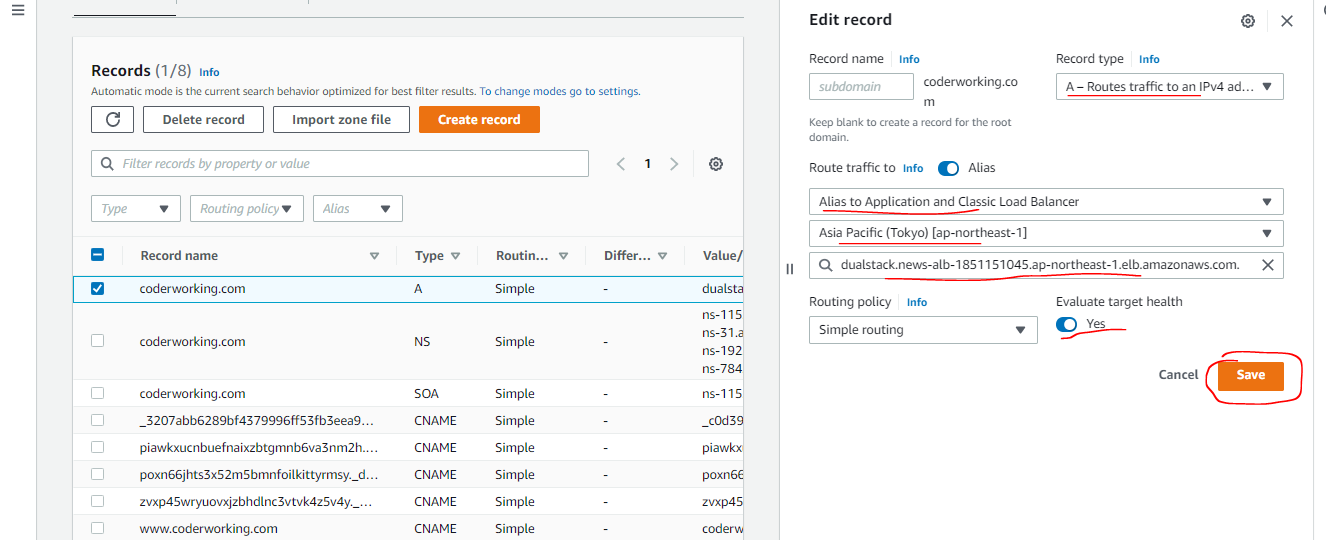 Records (1/8) Info
Automatic mode is the current search behavior optimized for best filter results. To change modes go to settings.
Delete record
Import zone file
Create record
Filter records by property or value
1
Type
Routing policy
Alias
Record name
Type
Routin...
Differ...
Value/
coderworking.com A Simple - dualsta
coderworking.com NS Simple -
ns-115
ns-31.a
ns-192
ns-784
coderworking.com SOA Simple - ns-115
_3207abb6289bf4379996ff53fb3eea9... CNAME Simple - _c0d39
piawkxucnbuefnaixzbtgmnb6va3nm2h.... CNAME Simple - piawkx
poxn66jhts3x52m5bmnfoilkittyrmsy._d... CNAME Simple - poxn66
zvxp45wryuovxjzbhdlnc3vtvk4z5v4y._... CNAME Simple - zvxp45
www.coderworking.com CNAME Simple - coderw
Edit record
Record name Info
subdomain
coderworking.co
m
Keep blank to create a record for the root
domain.
Record type Info
A – Routes traffic to an IPv4 ad...
Route traffic to Info
Alias
Alias to Application and Classic Load Balancer
Asia Pacific (Tokyo) [ap-northeast-1]
dualstack.news-alb-1851151045.ap-northeast-1.elb.amazonaws.com.
Routing policy Info
Simple routing
Evaluate target health
Yes
Cancel
Save